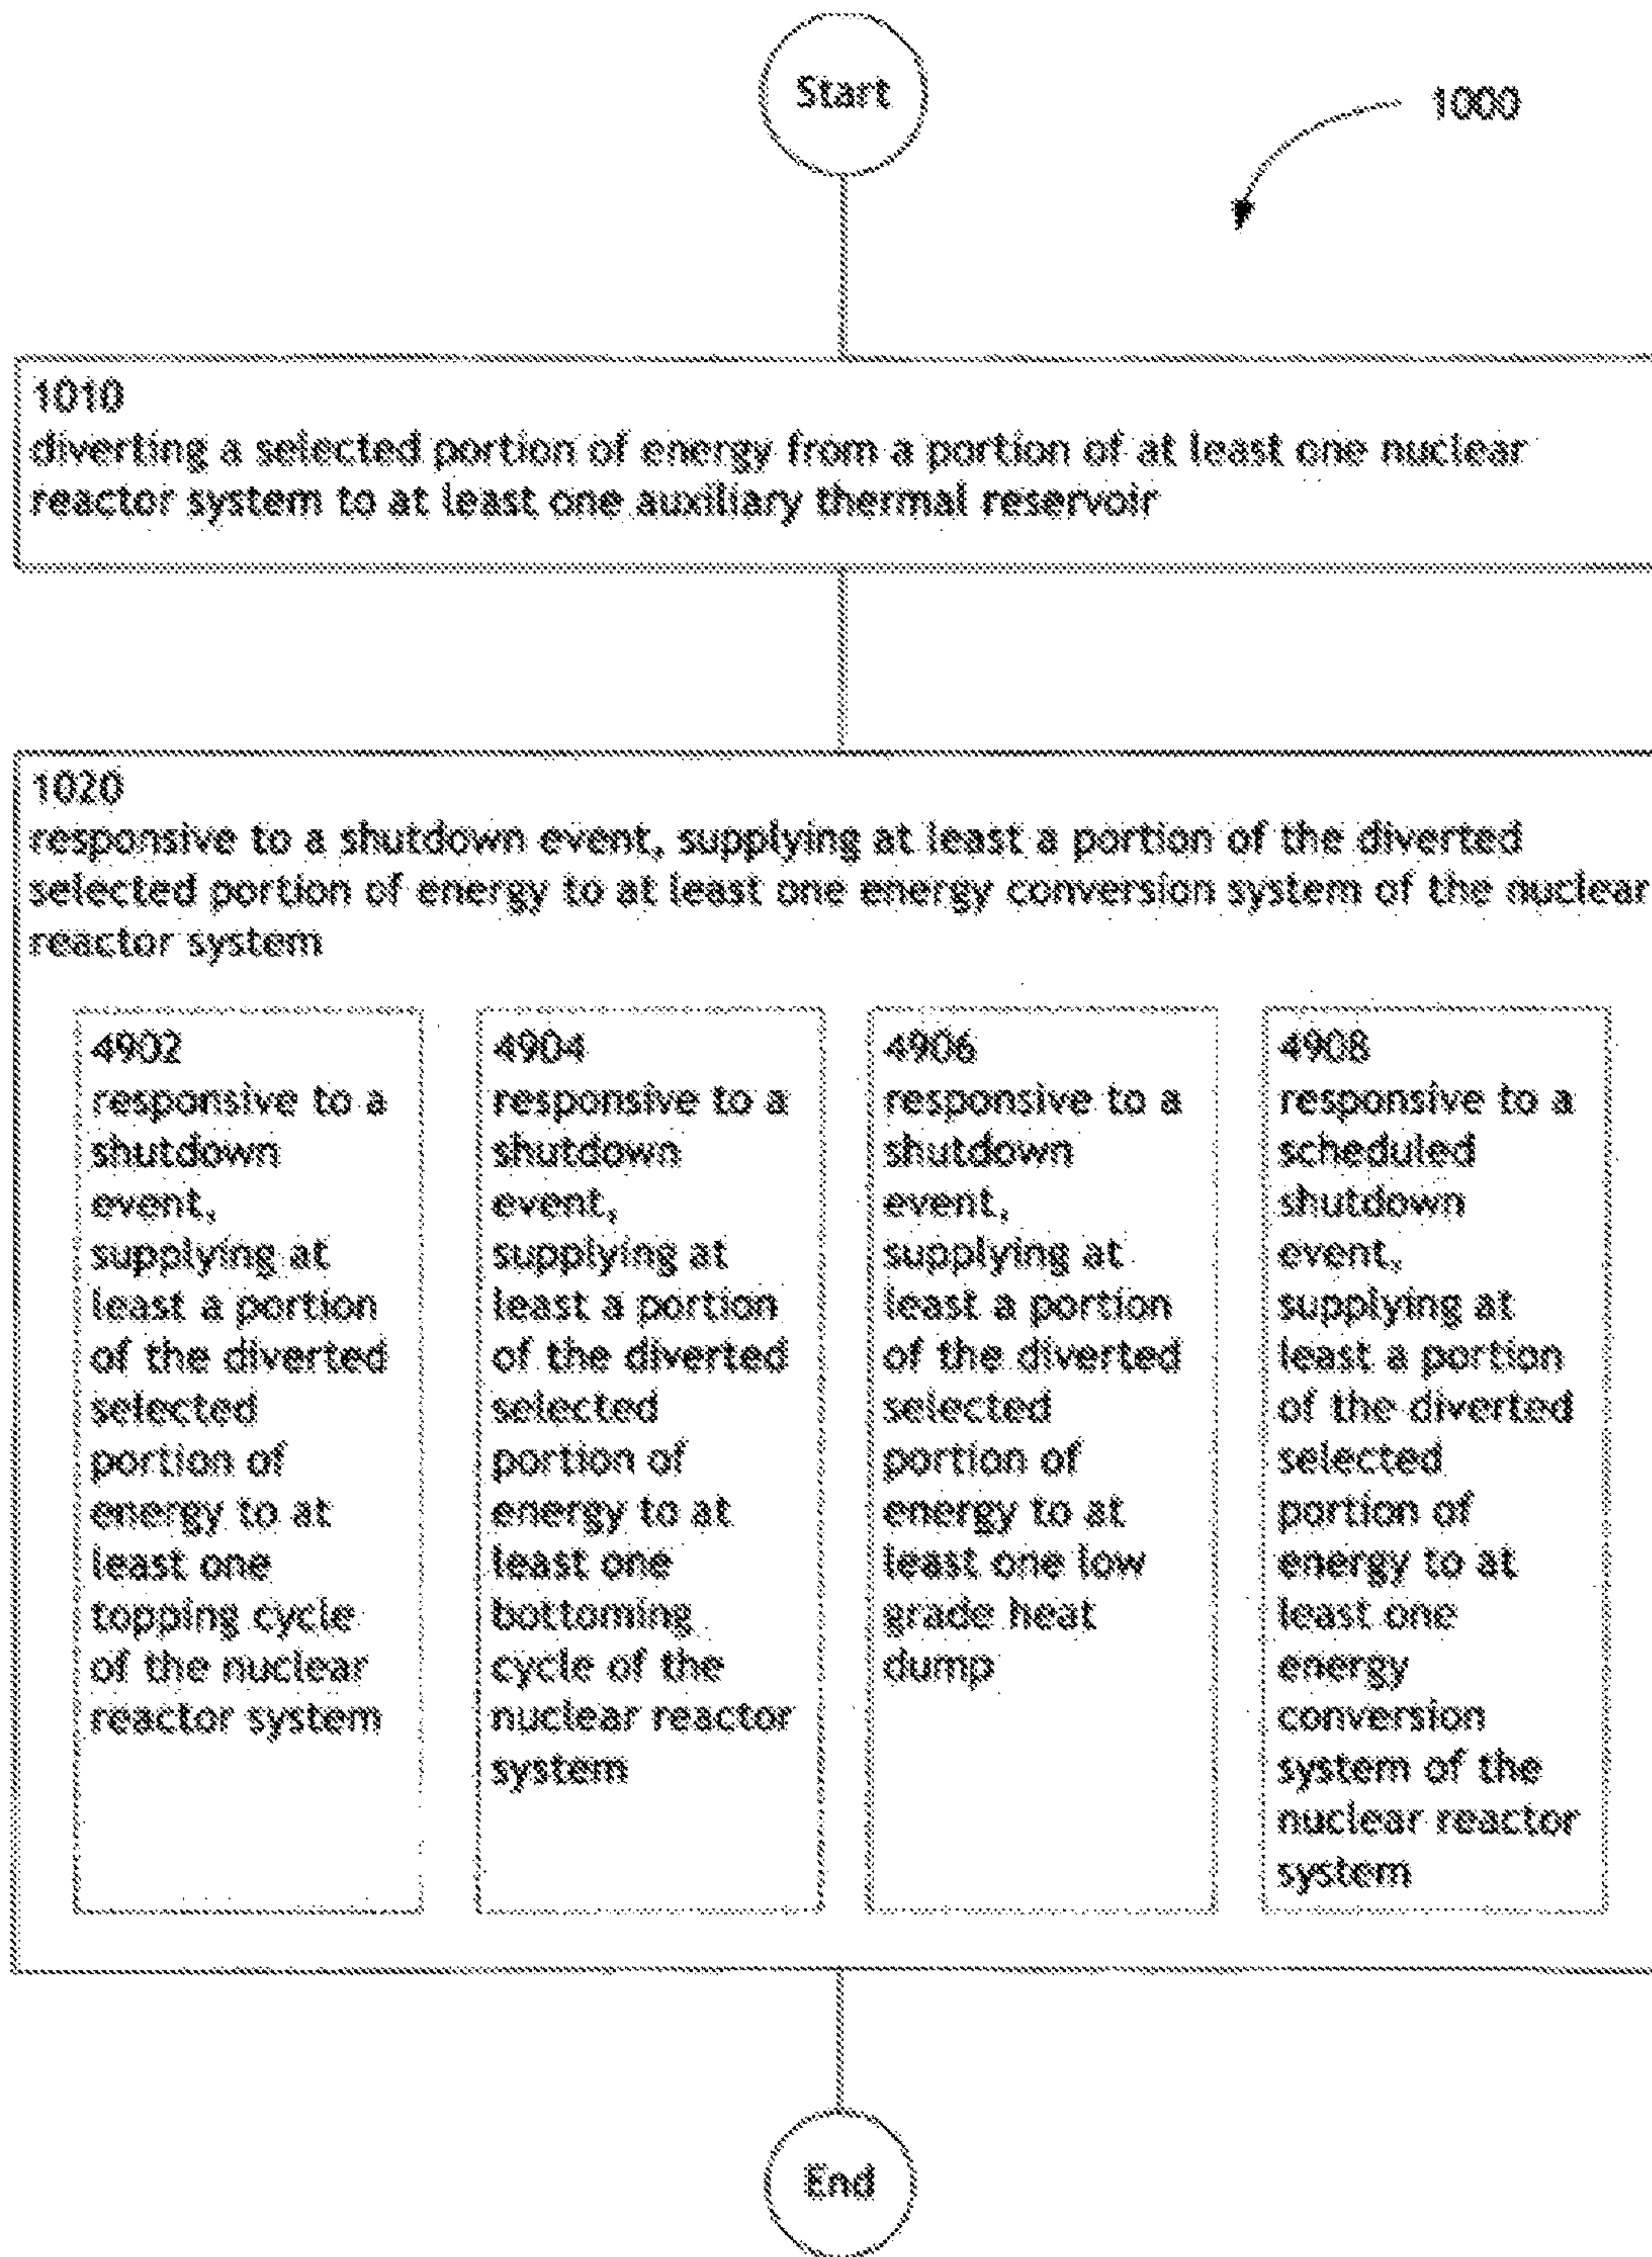 Start
1000
1010
diverting a selected portion of energy from a portion of at least one nuclear
reactor system to at least one auxiliary thermal reservoir
1020
responsive to a shutdown event, supplying at least a portion of the diverted
selected portion of energy to at least one energy conversion system of the nuclear
reactor system
4902
responsive to a
shutdown
event,
supplying at
least a portion
of the diverted
selected
portion of
energy to at
least one
topping cycle
of the nuclear
reactor system
4904
responsive to a
shutdown
event,
supplying at
least a portion
of the diverted
selected
portion of
energy to at
least one
bottoming
cycle of the
nuclear reactor
system
4906
responsive to a
shutdown
event,
supplying at
least a portion
of the diverted
selected
portion of
energy to at
least one low
grade heat
dump
4908
responsive to a
scheduled
shutdown
event,
supplying at
least a portion
of the diverted
selected
portion of
energy to at
least one
energy
conversion
system of the
nuclear reactor
system
End